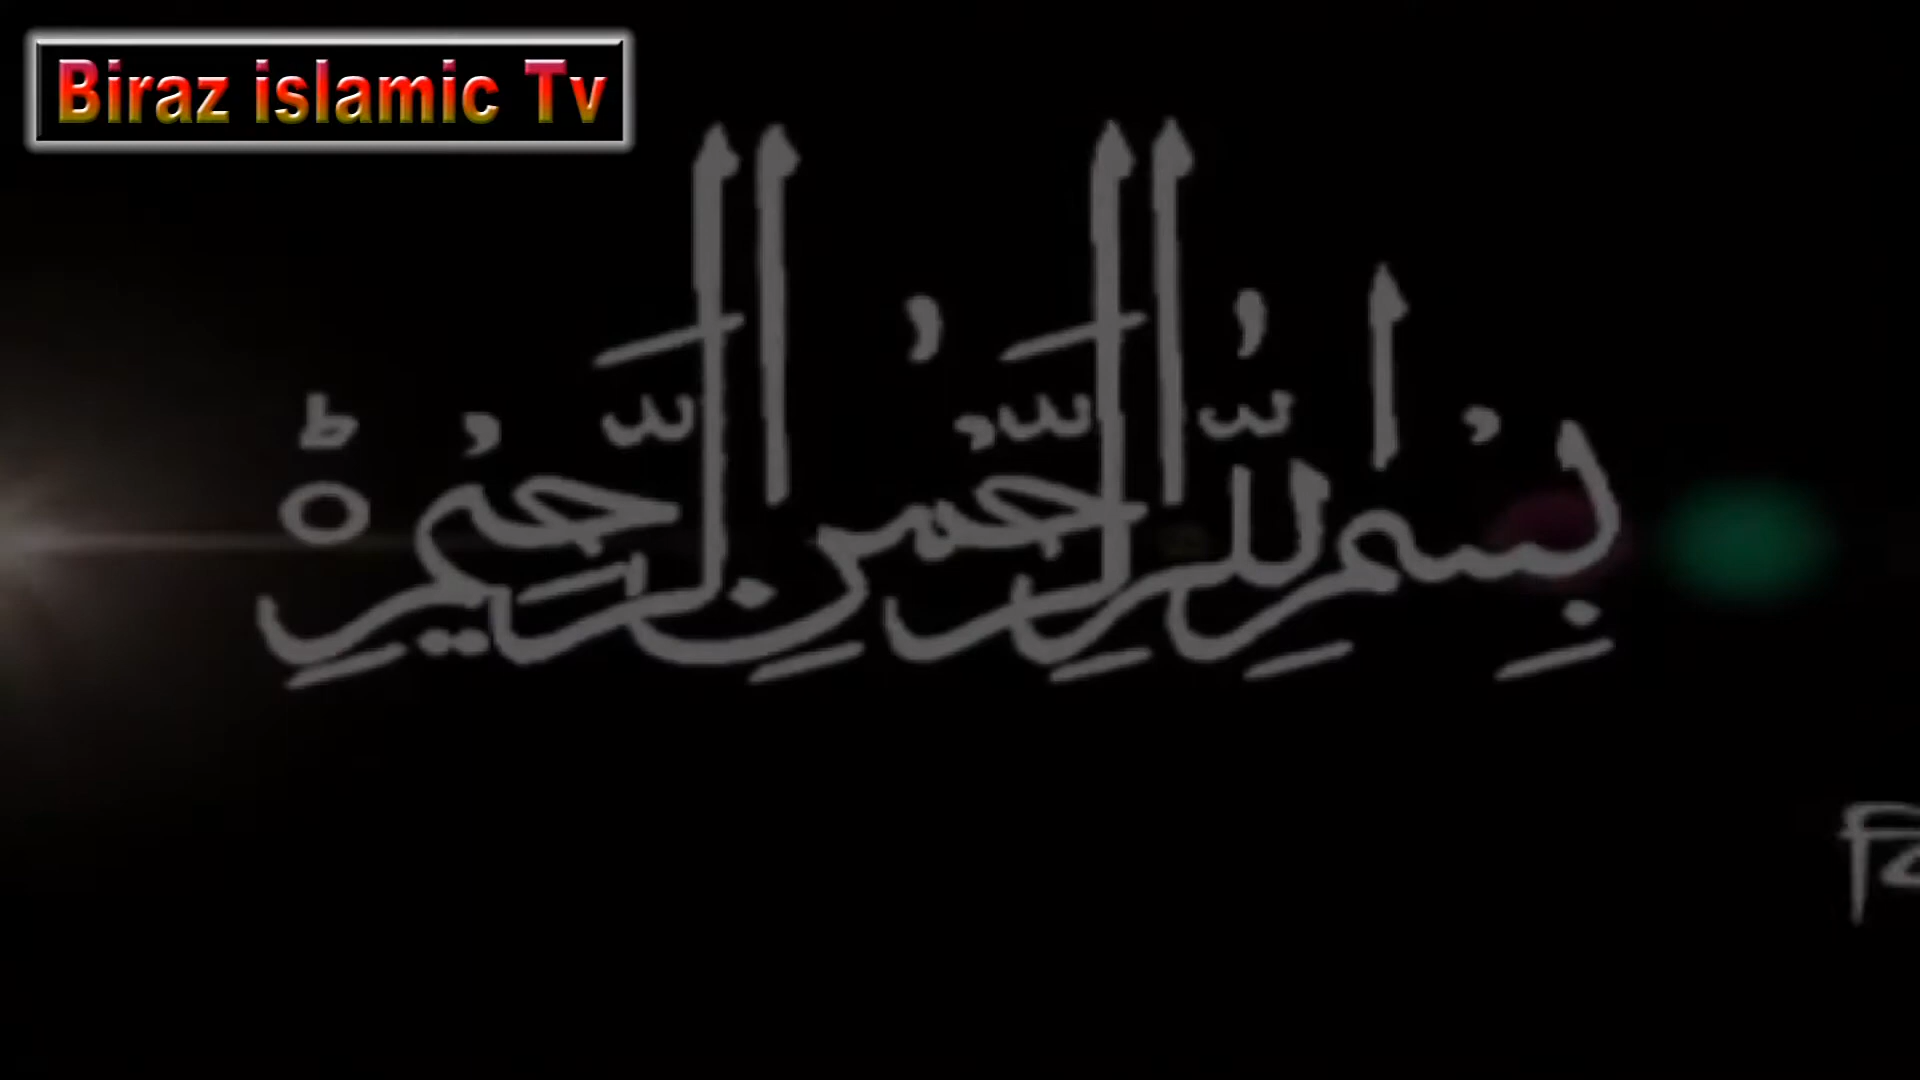 Biraz islamic Tv
بِسْمِ اللّٰهِ الرَّحْمٰنِ الرَّحِيْمِ ط ○